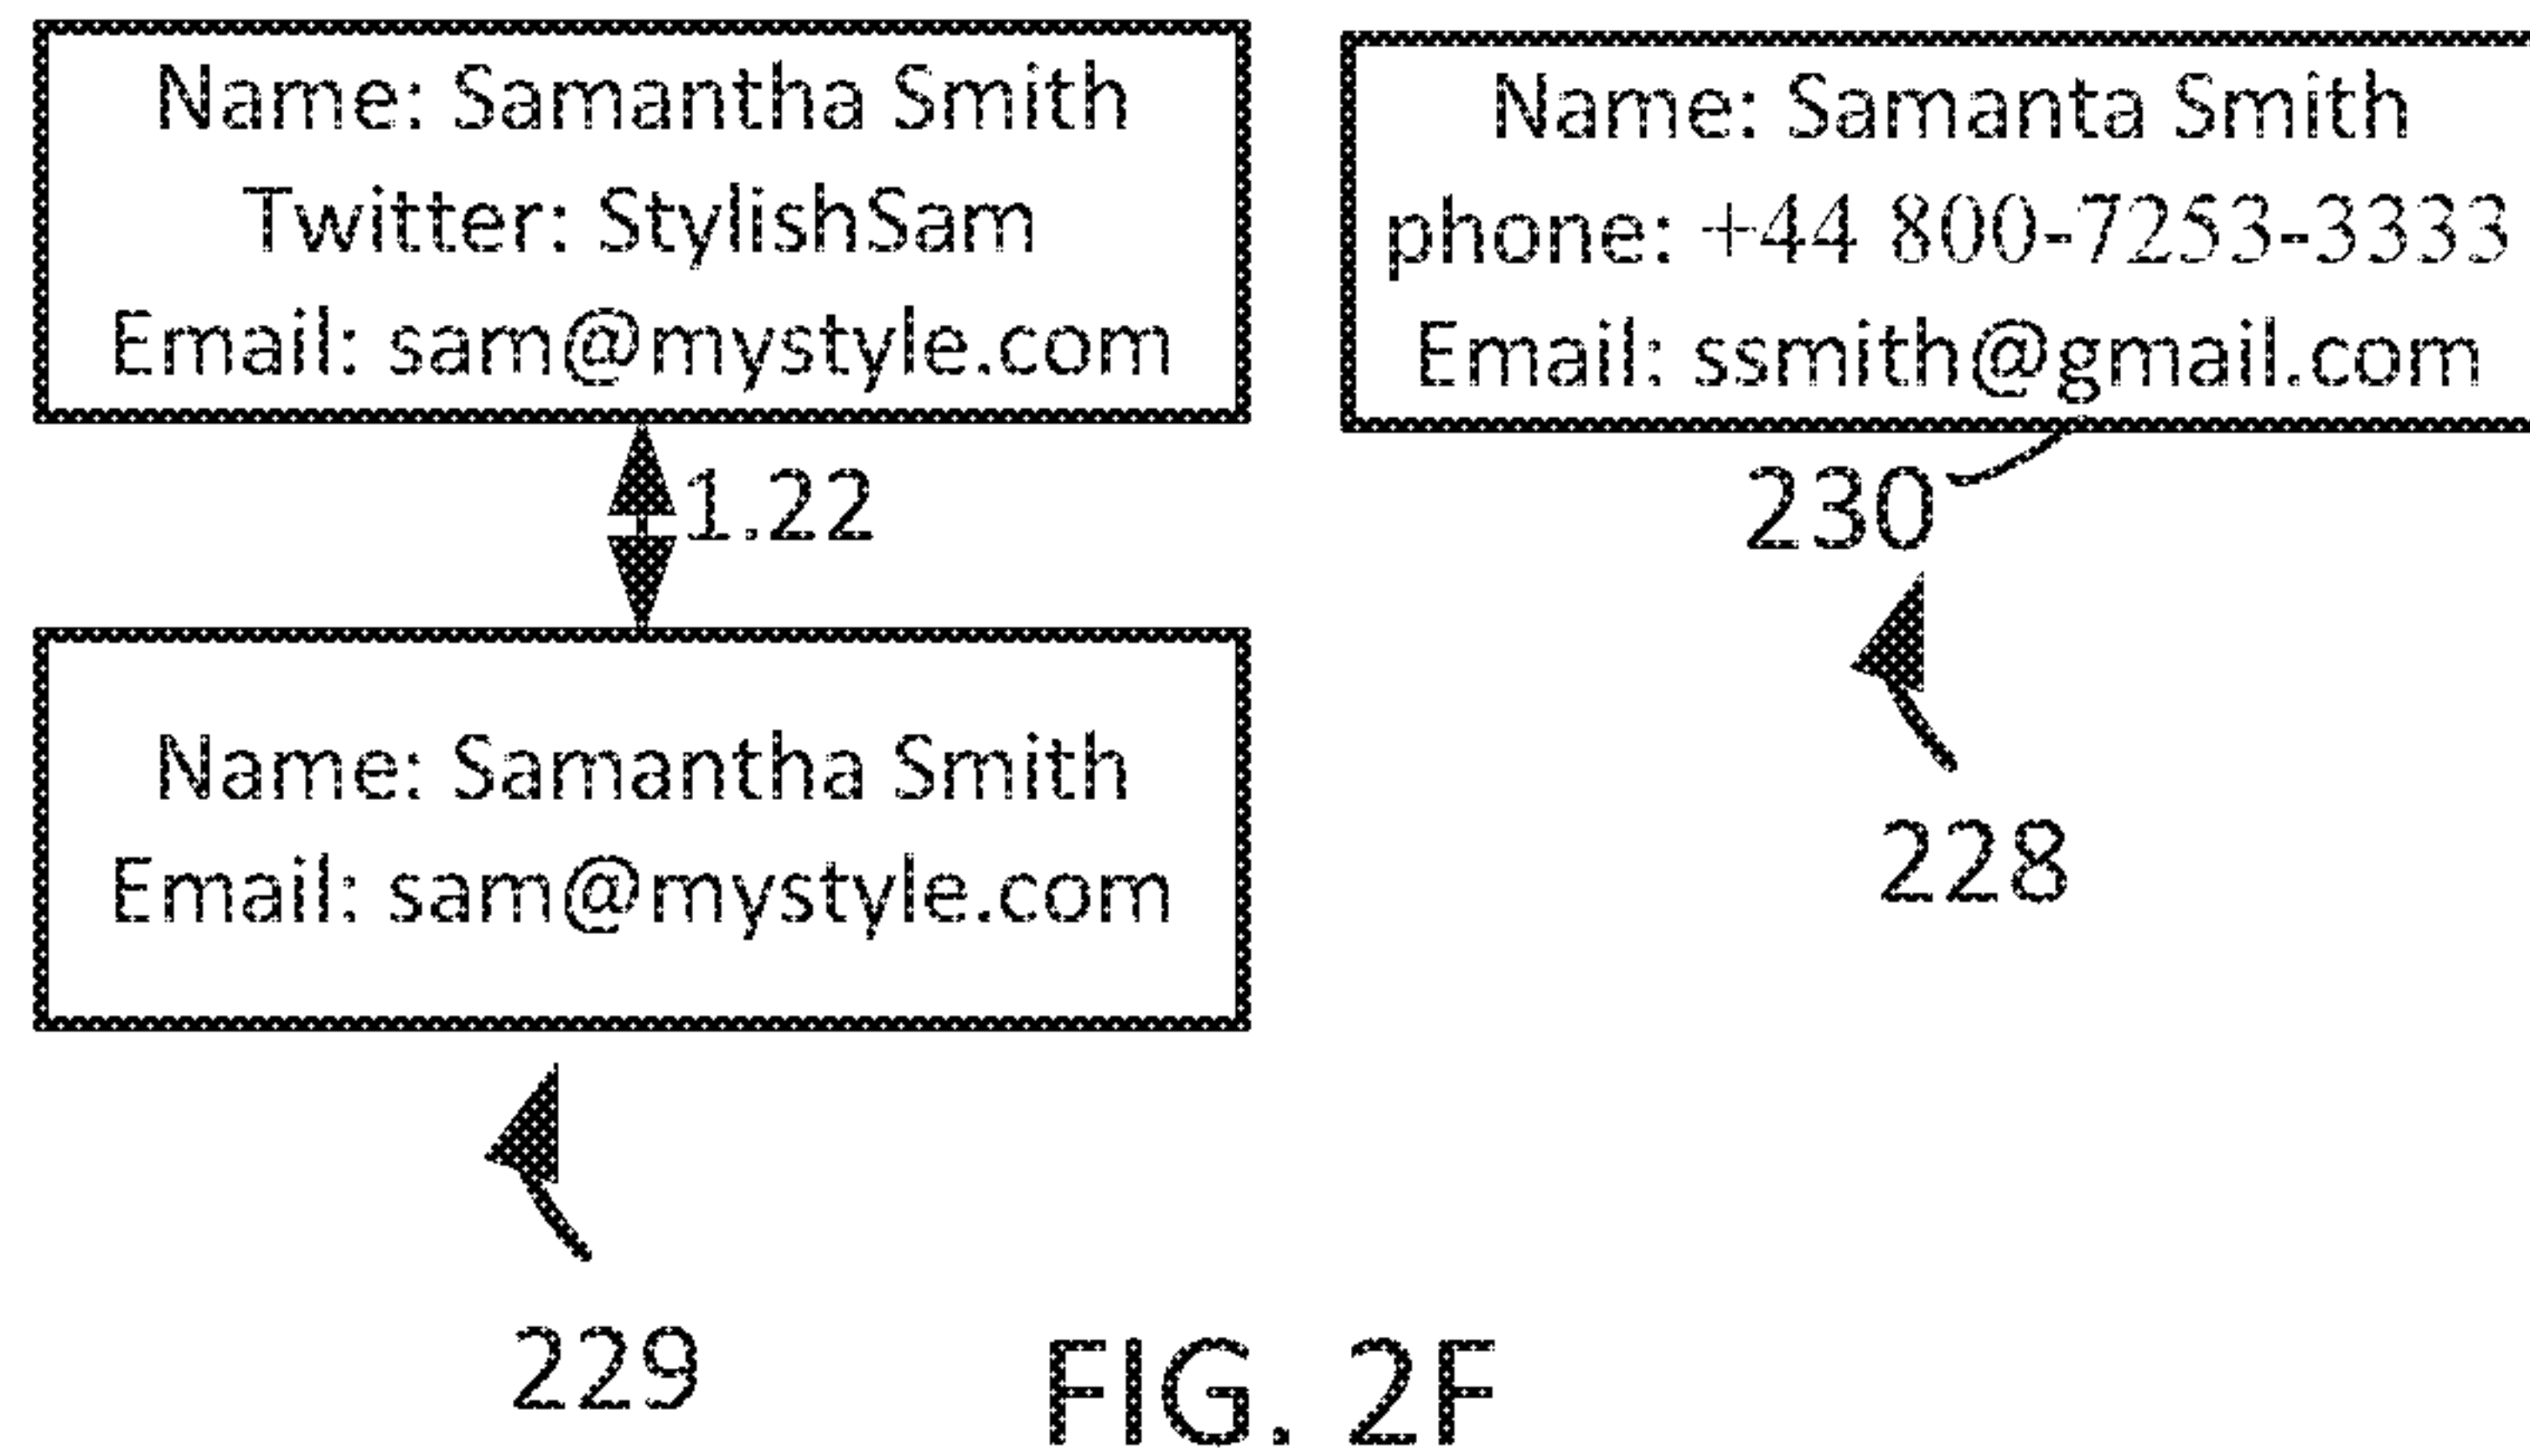 Name: Samantha Smith
Twitter: StylishSam
Email: sam@mystyle.com
Name: Samanta Smith
phone: +44 800-7253-3333
Email: ssmith@gmail.com
1.22
230
Name: Samantha Smith
Email: sam@mystyle.com
228
229
FIG. 2F